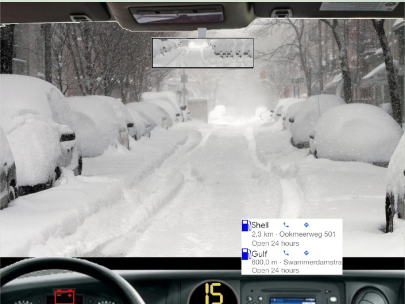 Shell
2,3 km · Ookmeerweg 501
Open 24 hours
Gulf
600,0 m · Swammerdamstra
Open 24 hours
15